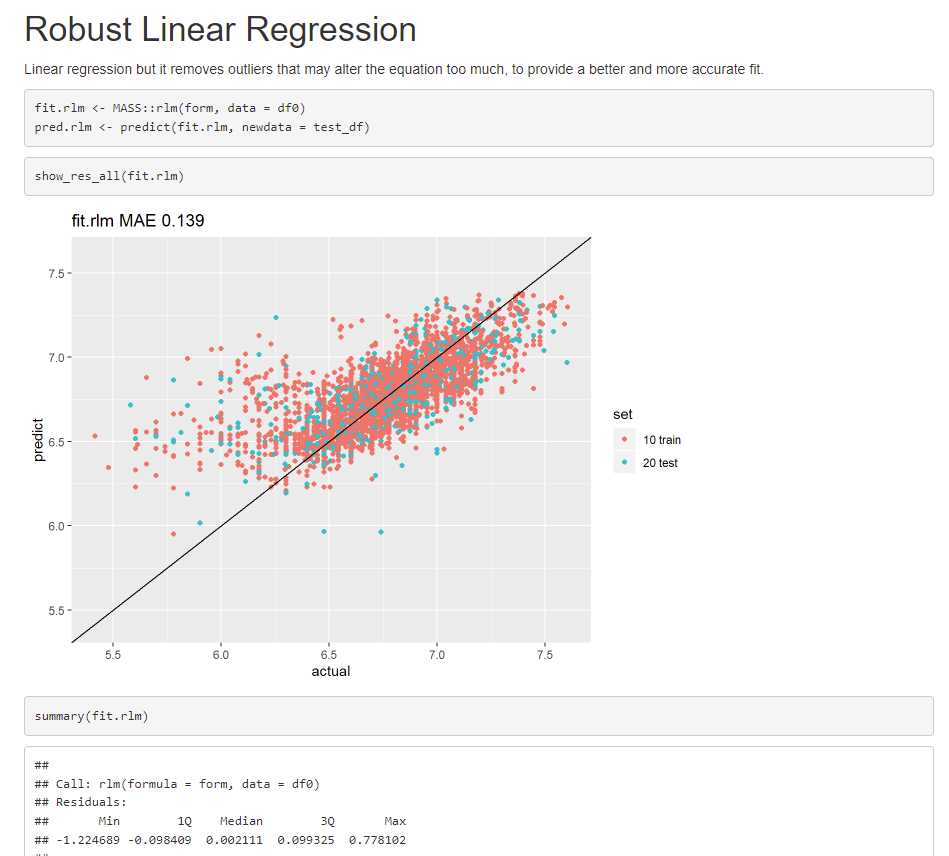 Robust Linear Regression
Linear regression but it removes outliers that may alter the equation too much, to provide a better and more accurate fit.
fit.rlm <- MASS::rlm(form, data = df0)
pred.rlm <- predict(fit.rlm, newdata = test_df)
show_res_all(fit.rlm)
fit.rlm MAE 0.139
7.5
7.0
6.5
6.0
5.5
predict
5.5 6.0 6.5 7.0 7.5
actual
set
10 train
20 test
summary(fit.rlm)
##
## Call: rlm(formula = form, data = df0)
## Residuals:
##       Min        1Q    Median        3Q       Max
## -1.224689 -0.098409  0.002111  0.099325  0.778102
##